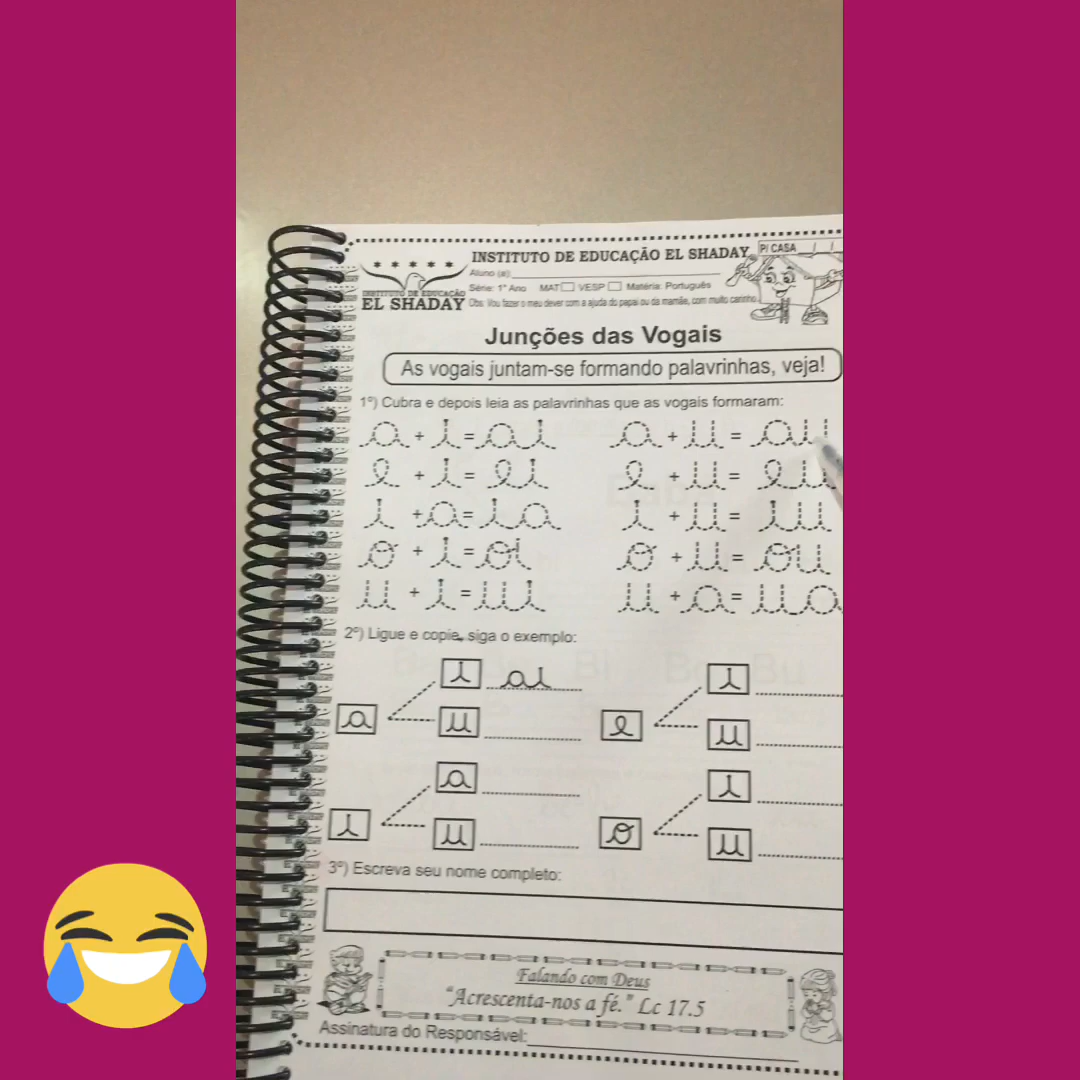 INSTITUTO DE EDUCAÇÃO EL SHADAY P/ CASA / /
Aluno (a):
INSTITUTO DE EDUCAÇÃO
EL SHADAY
Série: 1º Ano MAT VESP Matéria: Português
Obs: Vou fazer o meu dever com a ajuda do papai ou da mamãe, com muito carinho.
Junções das Vogais
As vogais juntam-se formando palavrinhas, veja!
1º) Cubra e depois leia as palavrinhas que as vogais formaram:
a + i = ai a + u = au
e + i = ei e + u = eu
i + a = ia i + u = iu
o + i = oi o + u = ou
u + i = ui u + a = ua
2º) Ligue e copie, siga o exemplo:
i ai i
a e
u u
a i
i o
u u
3º) Escreva seu nome completo:
Falando com Deus
"Acrescenta-nos a fé." Lc 17.5
Assinatura do Responsável: